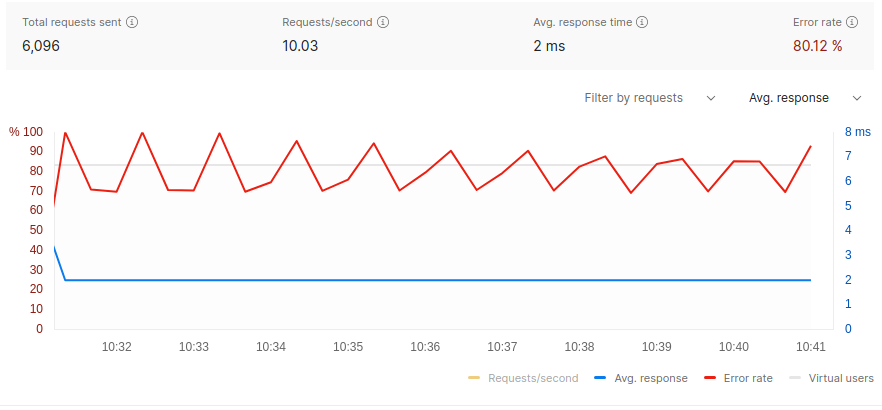 Total requests sent Requests/second Avg. response time Error rate
6,096 10.03 2 ms 80.12 %
Filter by requests Avg. response
% 100 8 ms
90 7
80
70 6
60 5
50
40 4
30 3
20 2
10 1
0 0
10:32 10:33 10:34 10:35 10:36 10:37 10:38 10:39 10:40 10:41
Requests/second Avg. response Error rate Virtual users